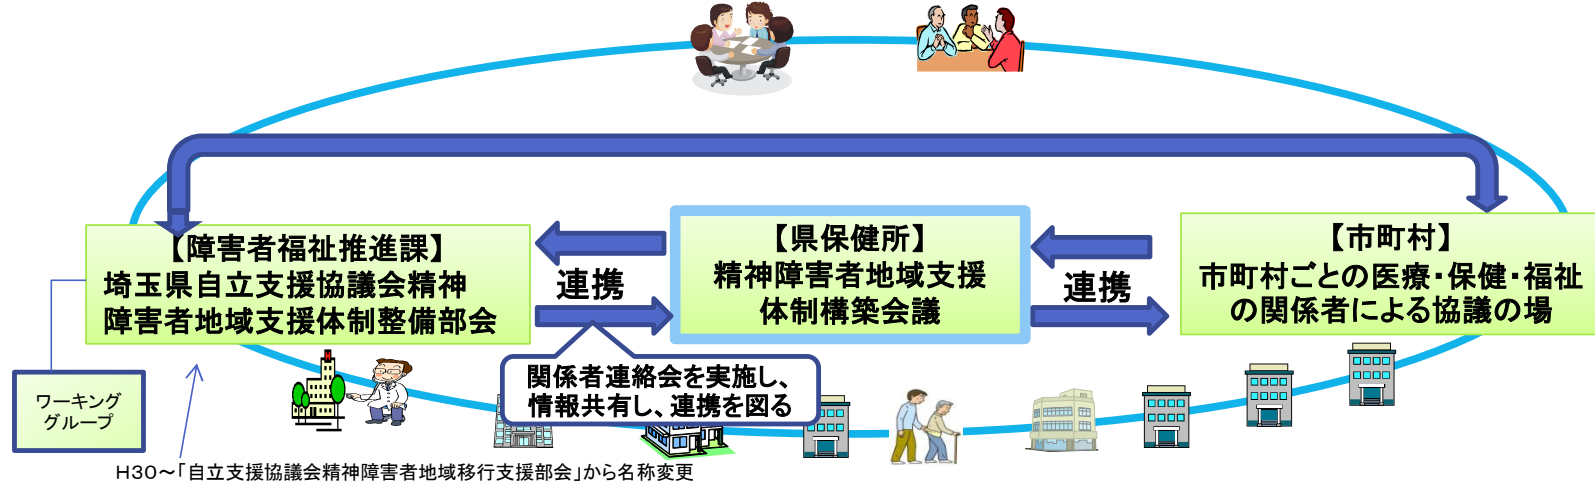 【障害者福祉推進課】
埼玉県自立支援協議会精神
障害者地域支援体制整備部会
連携
【県保健所】
精神障害者地域支援
体制構築会議
連携
【市町村】
市町村ごとの医療・保健・福祉
の関係者による協議の場
関係者連絡会を実施し、
情報共有し、連携を図る
ワーキング
グループ
H30～「自立支援協議会精神障害者地域移行支援部会」から名称変更